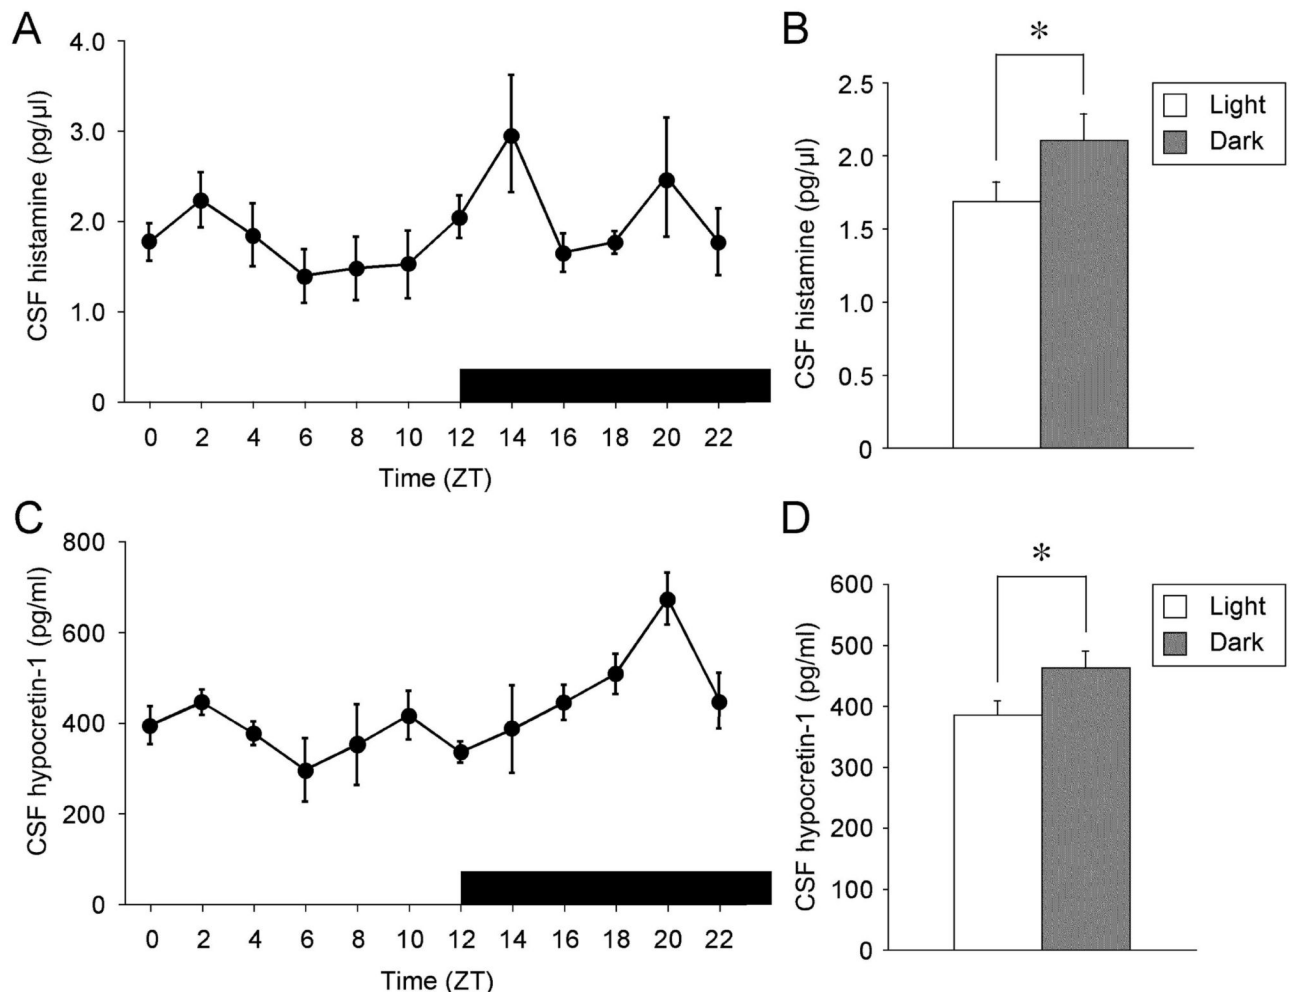 A
CSF histamine (pg/µl)
4.0
3.0
2.0
1.0
0
0 2 4 6 8 10 12 14 16 18 20 22
Time (ZT)
B
*
CSF histamine (pg/µl)
2.5
2.0
1.5
1.0
0.5
0
Light
Dark
C
CSF hypocretin-1 (pg/ml)
800
600
400
200
0
0 2 4 6 8 10 12 14 16 18 20 22
Time (ZT)
D
*
CSF hypocretin-1 (pg/ml)
600
500
400
300
200
100
0
Light
Dark